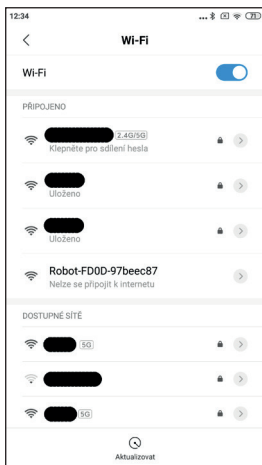 12:34
71
Wi-Fi
Wi-Fi
PŘIPOJENO
2.4G/5G
Klepněte pro sdílení hesla
Uloženo
Uloženo
Robot-FD0D-97beec87
Nelze se připojit k internetu
DOSTUPNÉ SÍTĚ
5G
5G
Aktualizovat